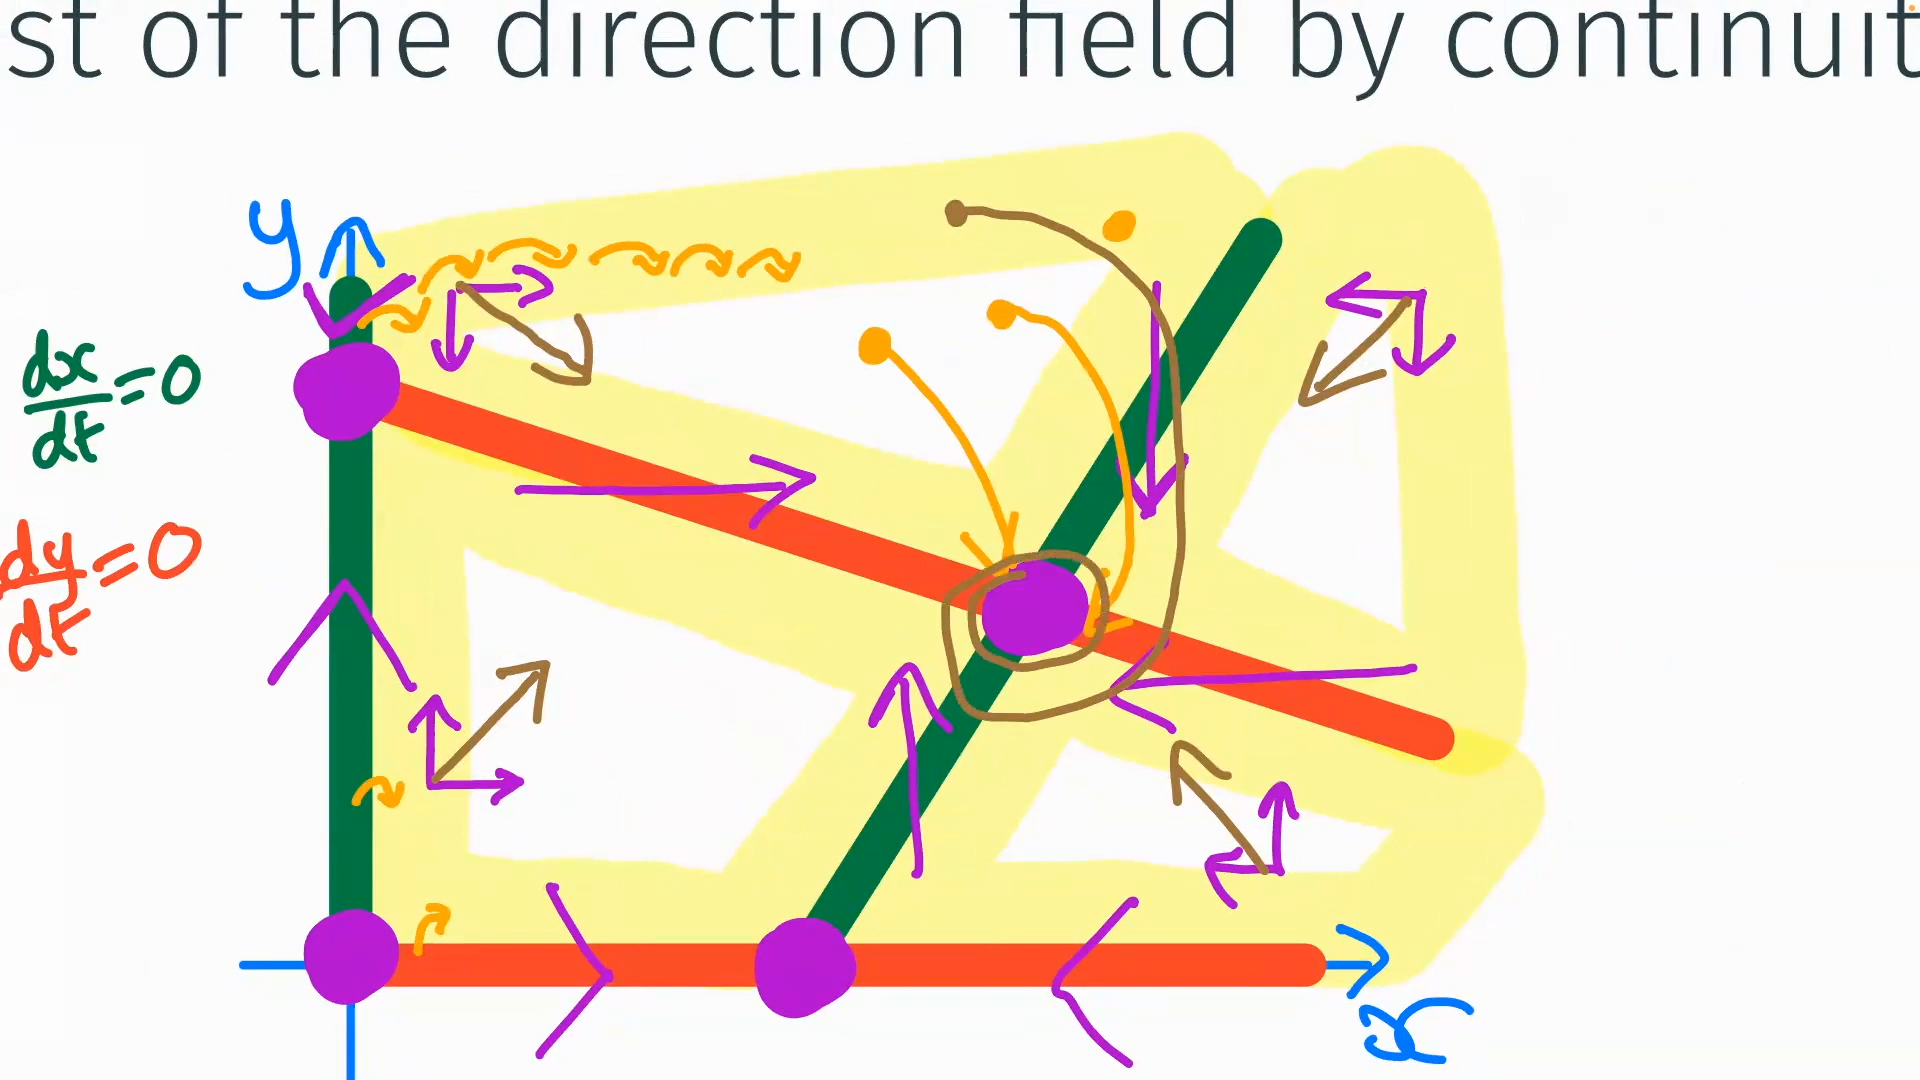 st of the direction field by continuit
y
dx/dt=0
dy/dt=0
x